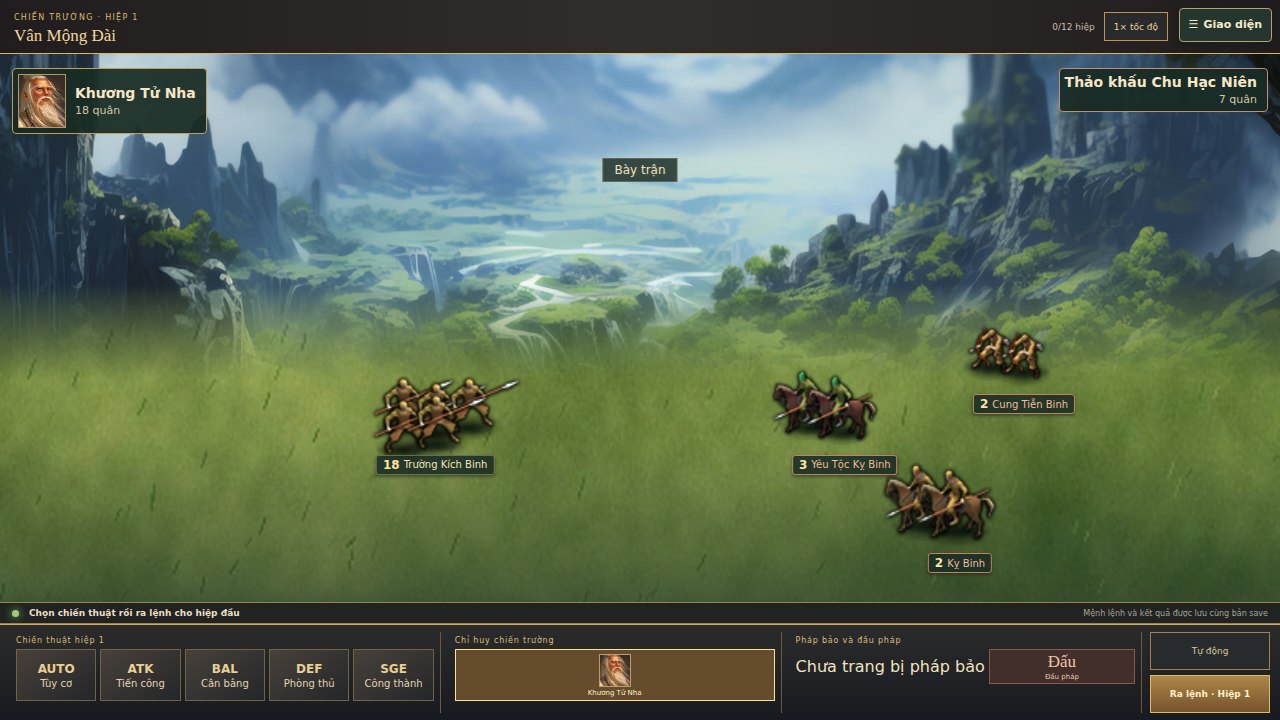 CHIẾN TRƯỜNG · HIỆP 1
Vân Mộng Đài
0/12 hiệp
1× tốc độ
☰ Giao diện
Khương Tử Nha
18 quân
Thảo khấu Chu Hạc Niên
7 quân
Bày trận
2 Cung Tiễn Binh
18 Trường Kích Binh
3 Yêu Tộc Kỵ Binh
2 Kỵ Binh
Chọn chiến thuật rồi ra lệnh cho hiệp đầu
Mệnh lệnh và kết quả được lưu cùng bản save
Chiến thuật hiệp 1
AUTO
Tùy cơ
ATK
Tiến công
BAL
Cân bằng
DEF
Phòng thủ
SGE
Công thành
Chỉ huy chiến trường
Khương Tử Nha
Pháp bảo và đấu pháp
Chưa trang bị pháp bảo
Đấu
Đấu pháp
Tự động
Ra lệnh · Hiệp 1